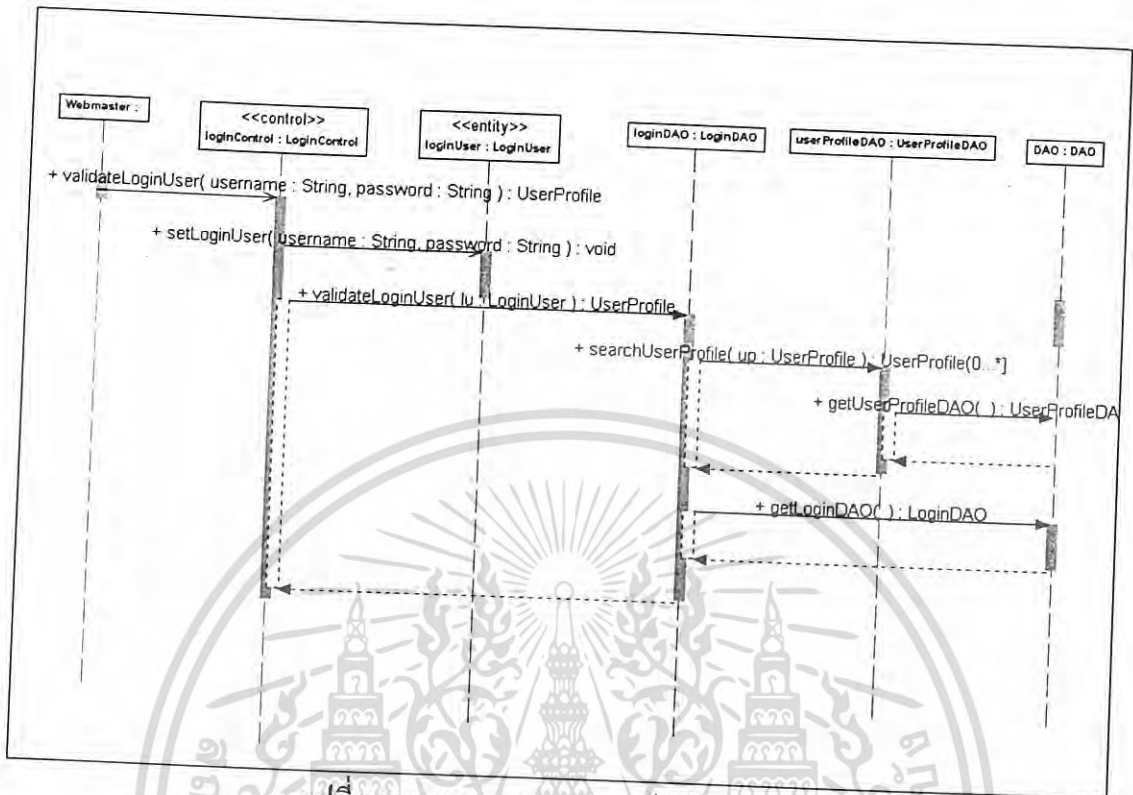 Webmaster :
<<control>>
loginControl : LoginControl
<<entity>>
loginUser : LoginUser
loginDAO : LoginDAO
userProfileDAO : UserProfileDAO
DAO : DAO
+ validateLoginUser( username : String, password : String ) : UserProfile
+ setLoginUser( username : String, password : String ) : void
+ validateLoginUser( lu : LoginUser ) : UserProfile
+ searchUserProfile( up : UserProfile ) : UserProfile(0...*]
+ getUserProfileDAO( ) : UserProfileDA
+ getLoginDAO( ) : LoginDAO